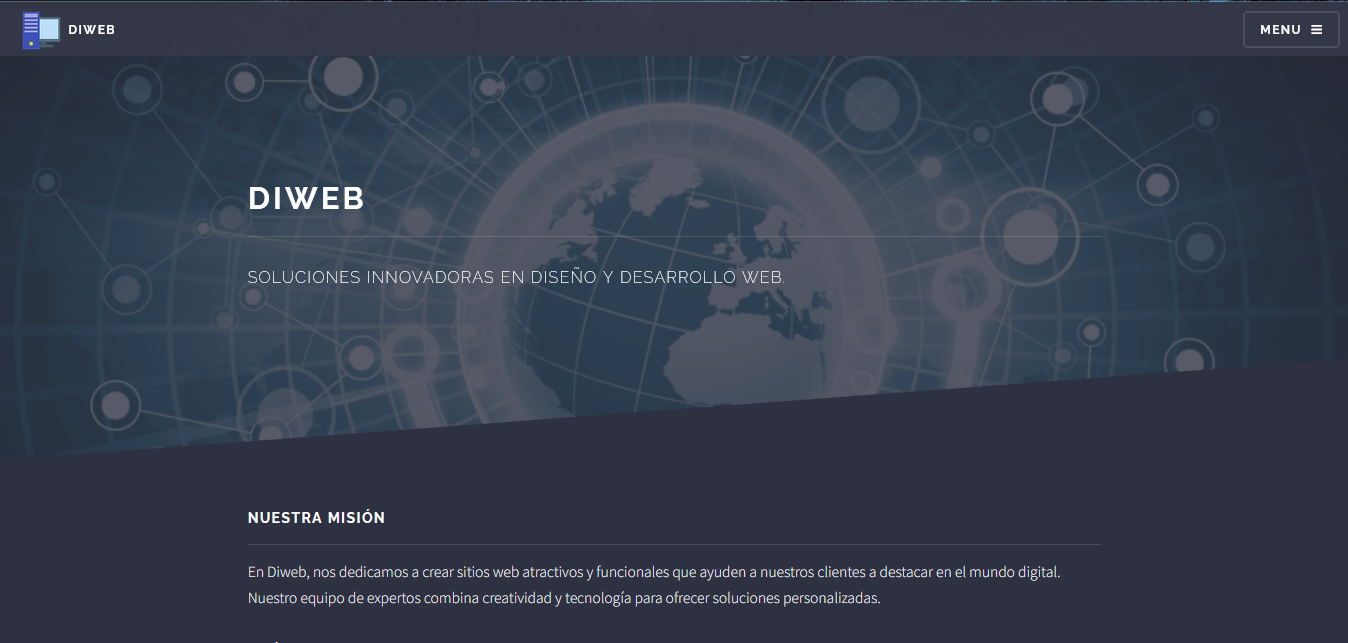 DIWEB
MENU
DIWEB
SOLUCIONES INNOVADORAS EN DISEÑO Y DESARROLLO WEB.
NUESTRA MISIÓN
En Diweb, nos dedicamos a crear sitios web atractivos y funcionales que ayuden a nuestros clientes a destacar en el mundo digital.
Nuestro equipo de expertos combina creatividad y tecnología para ofrecer soluciones personalizadas.